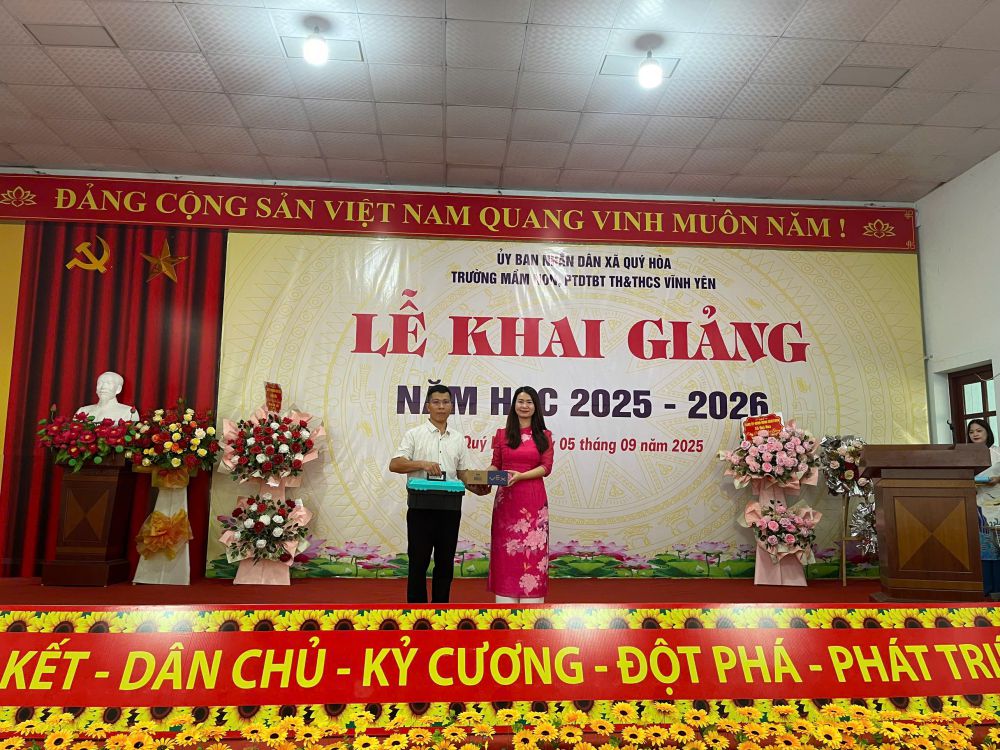 ĐẢNG CỘNG SẢN VIỆT NAM QUANG VINH MUÔN NĂM !
ỦY BAN NHÂN DÂN XÃ QUÝ HÒA
TRƯỜNG MẦM NON, PTDTBT TH&THCS VĨNH YÊN
LỄ KHAI GIẢNG
NĂM HỌC 2025 - 2026
Quý
05 tháng 09 năm 2025
VEX
KẾT - DÂN CHỦ - KỶ CƯƠNG - ĐỘT PHÁ - PHÁT TRI